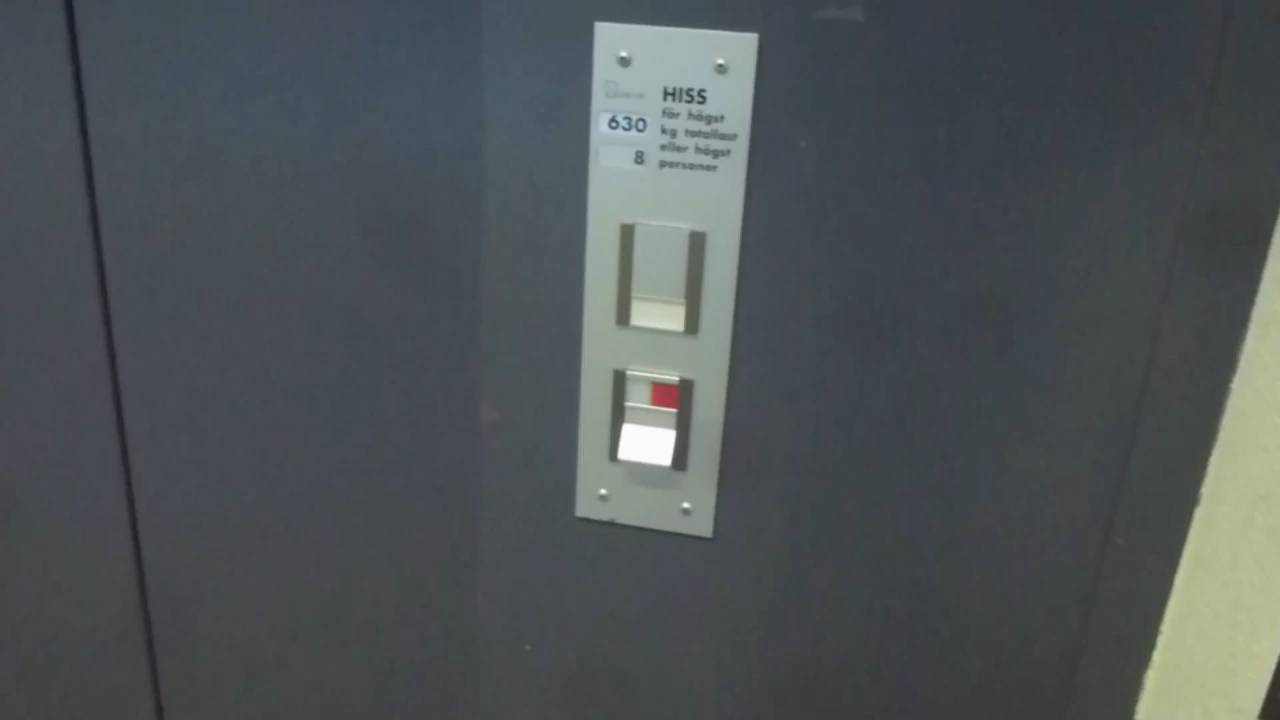 HISS
för högst
630 kg totallast
eller högst
8 personer